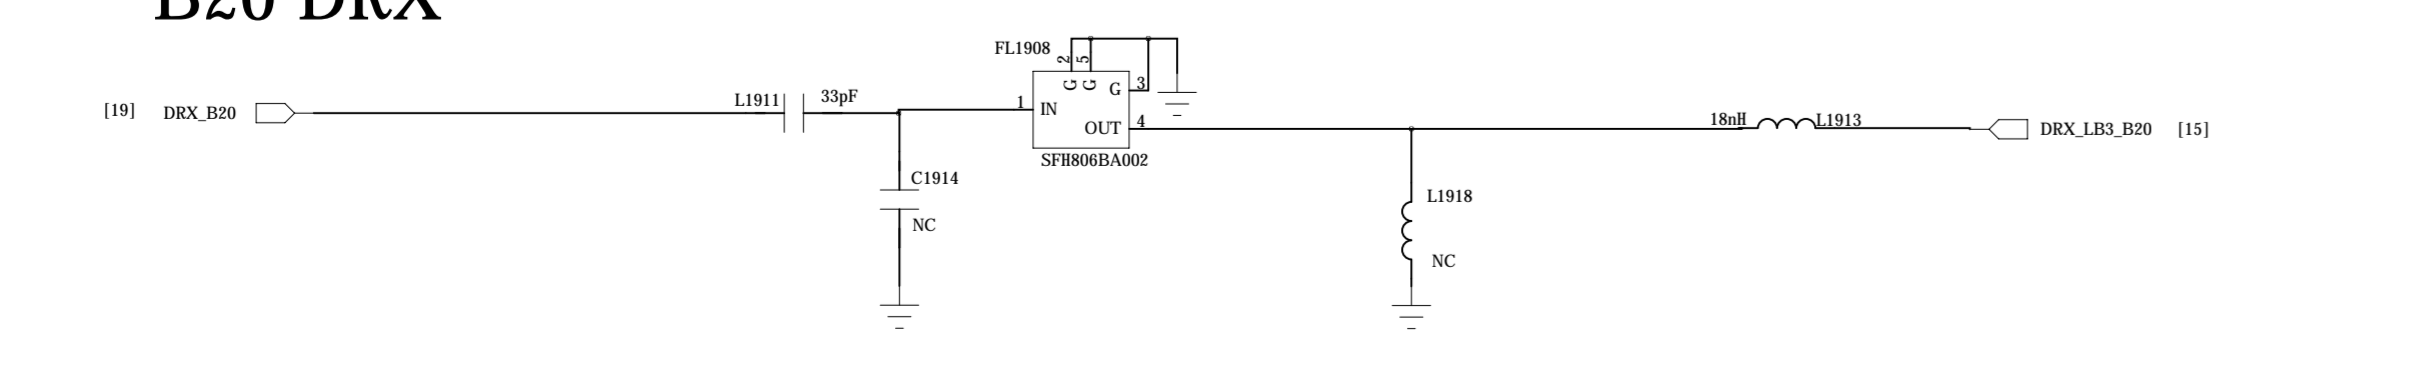 B20 DRX
FL1908
2
5
G
G
G
3
[19]
DRX_B20
L1911
33pF
1
IN
OUT
4
SFH806BA002
18nH
L1913
DRX_LB3_B20
[15]
C1914
NC
L1918
NC